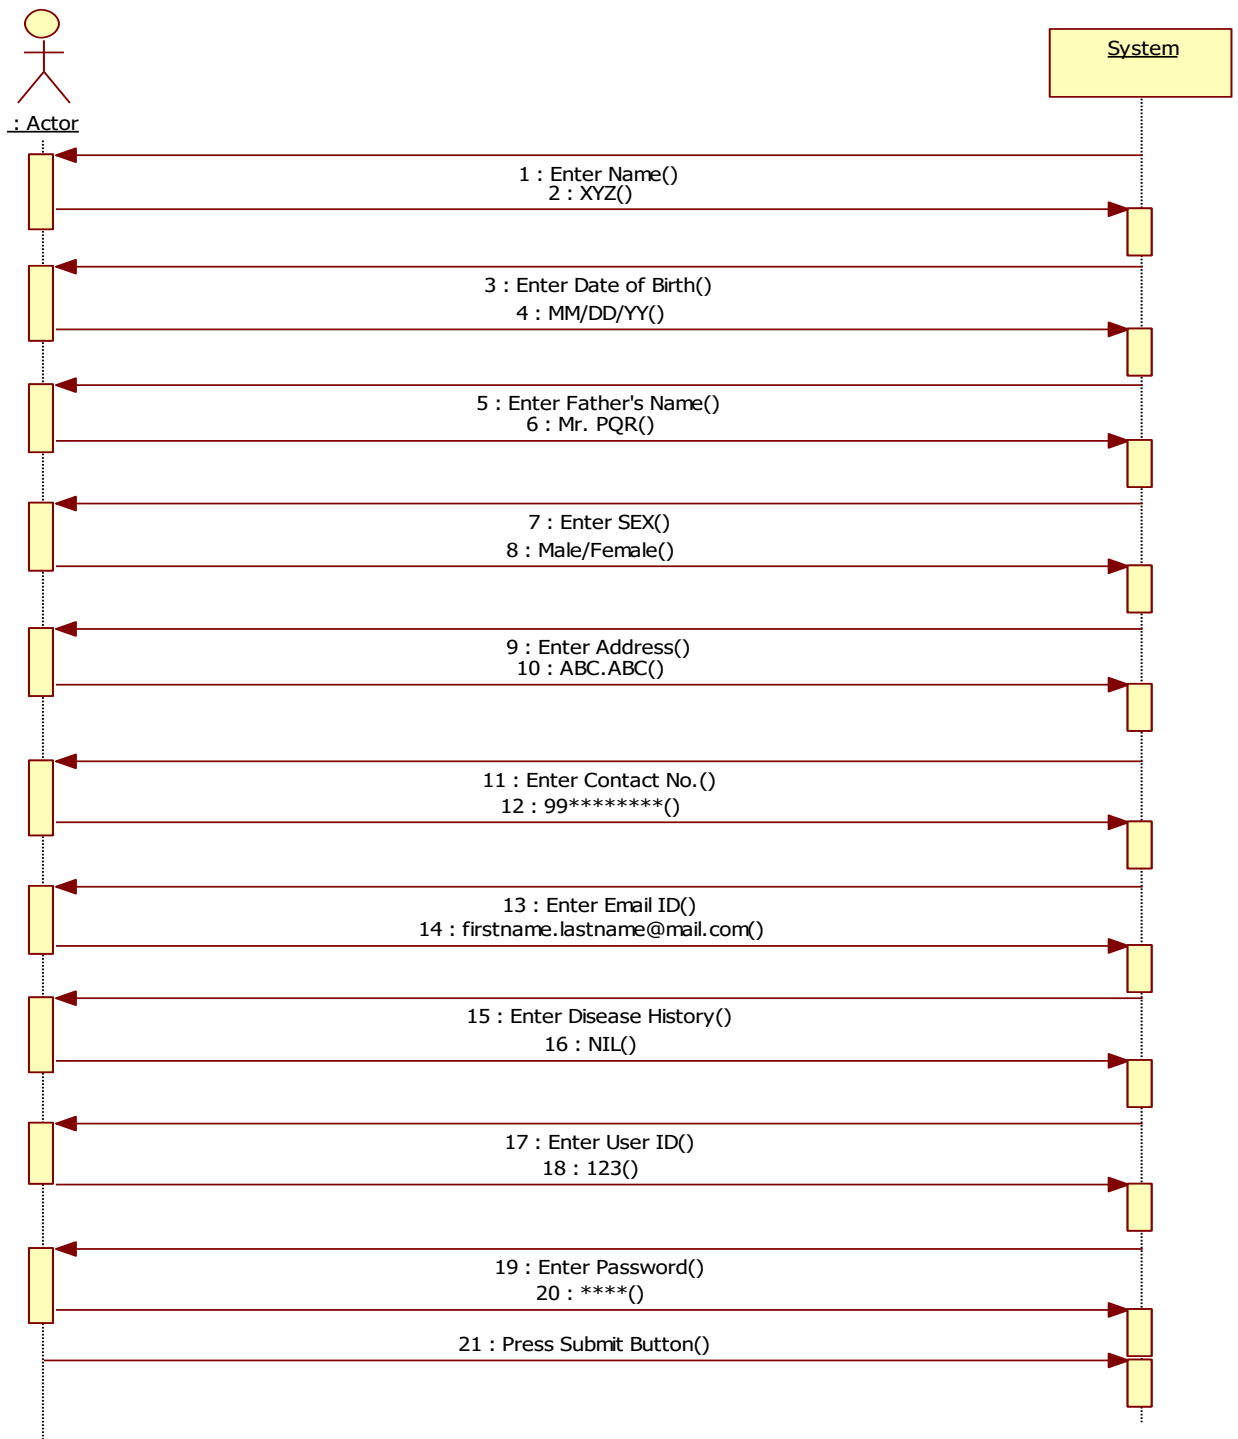 System
: Actor
1 : Enter Name()
2 : XYZ()
3 : Enter Date of Birth()
4 : MM/DD/YY()
5 : Enter Father's Name()
6 : Mr. PQR()
7 : Enter SEX()
8 : Male/Female()
9 : Enter Address()
10 : ABC.ABC()
11 : Enter Contact No.()
12 : 99********()
13 : Enter Email ID()
14 : firstname.lastname@mail.com()
15 : Enter Disease History()
16 : NIL()
17 : Enter User ID()
18 : 123()
19 : Enter Password()
20 : ****()
21 : Press Submit Button()